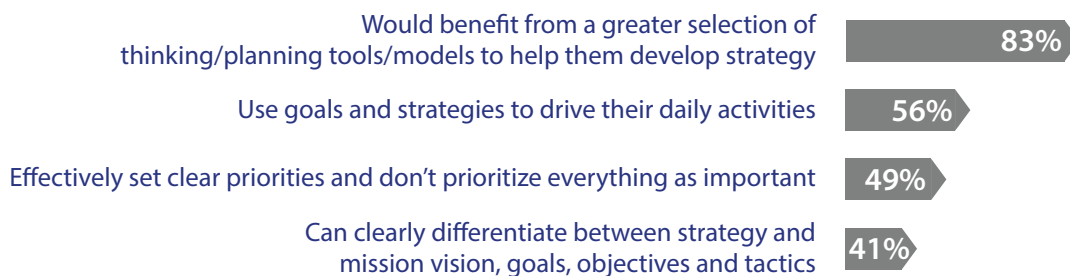 Would benefit from a greater selection of
thinking/planning tools/models to help them develop strategy
83%
Use goals and strategies to drive their daily activities
56%
Effectively set clear priorities and don’t prioritize everything as important
49%
Can clearly differentiate between strategy and
mission vision, goals, objectives and tactics
41%